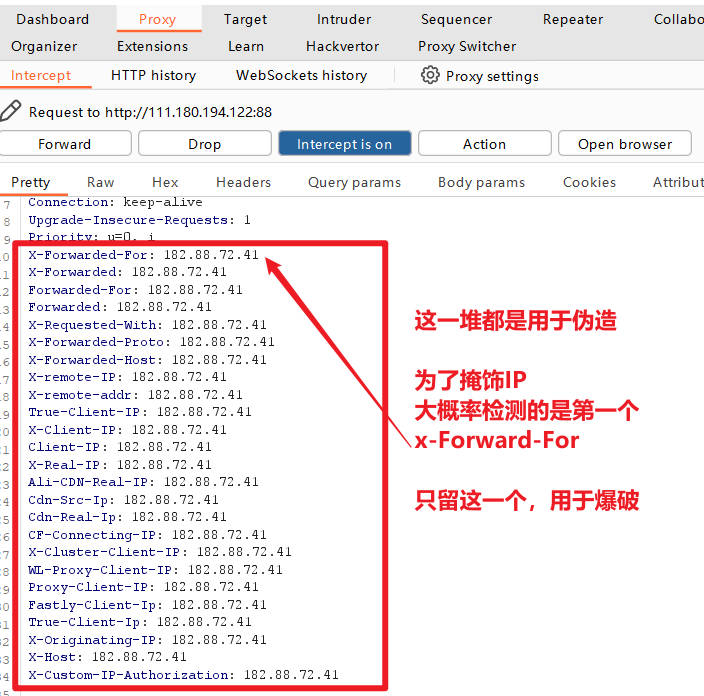 Dashboard Proxy Target Intruder Sequencer Repeater Collabo
Organizer Extensions Learn Hackvertor Proxy Switcher
Intercept HTTP history WebSockets history Proxy settings
Request to http://111.180.194.122:88
Forward Drop Intercept is on Action Open browser
Pretty Raw Hex Headers Query params Body params Cookies Attribut
7 Connection: keep-alive
8 Upgrade-Insecure-Requests: 1
9 Priority: u=0, i
X-Forwarded-For: 182.88.72.41
X-Forwarded: 182.88.72.41
Forwarded-For: 182.88.72.41
Forwarded: 182.88.72.41
X-Requested-With: 182.88.72.41
X-Forwarded-Proto: 182.88.72.41
X-Forwarded-Host: 182.88.72.41
X-remote-IP: 182.88.72.41
X-remote-addr: 182.88.72.41
True-Client-IP: 182.88.72.41
X-Client-IP: 182.88.72.41
Client-IP: 182.88.72.41
X-Real-IP: 182.88.72.41
Ali-CDN-Real-IP: 182.88.72.41
Cdn-Src-Ip: 182.88.72.41
Cdn-Real-Ip: 182.88.72.41
CF-Connecting-IP: 182.88.72.41
X-Cluster-Client-IP: 182.88.72.41
WL-Proxy-Client-IP: 182.88.72.41
Proxy-Client-IP: 182.88.72.41
Fastly-Client-Ip: 182.88.72.41
True-Client-Ip: 182.88.72.41
X-Originating-IP: 182.88.72.41
X-Host: 182.88.72.41
X-Custom-IP-Authorization: 182.88.72.41
这一堆都是用于伪造
为了掩饰IP
大概率检测的是第一个
x-Forward-For
只留这一个，用于爆破